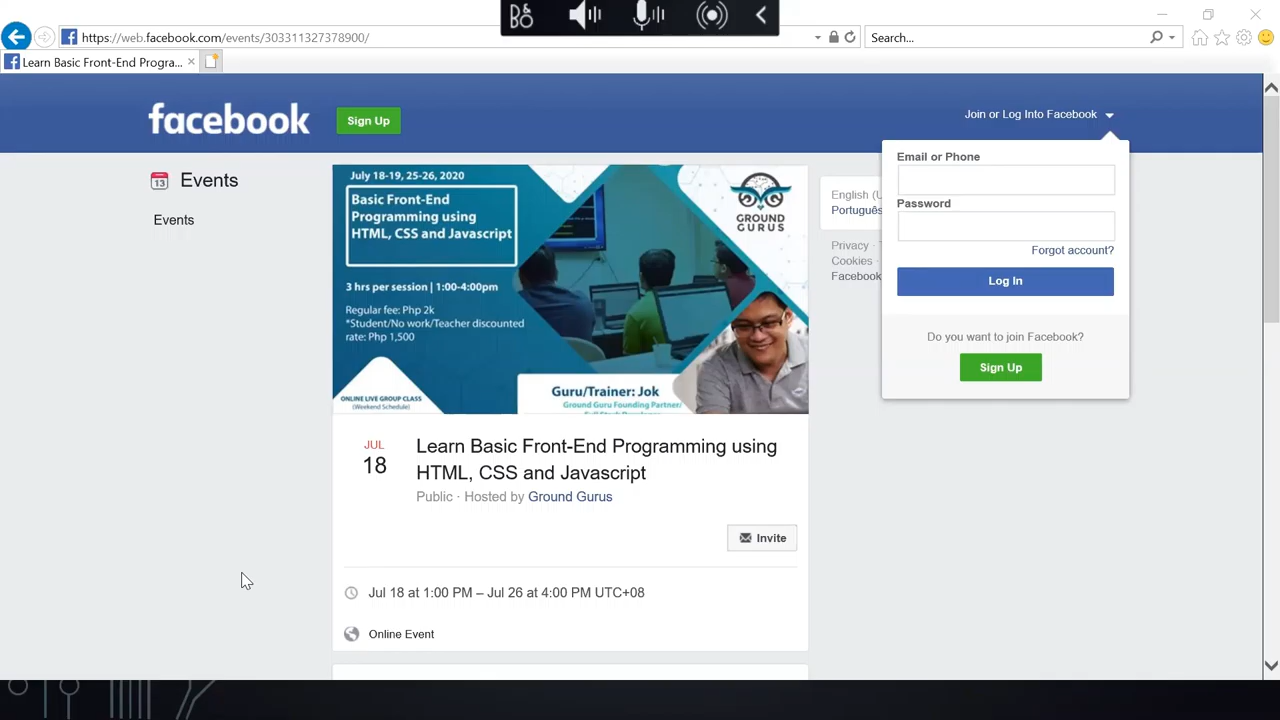 https://web.facebook.com/events/303311327378900/
Search...
Learn Basic Front-End Progra...
facebook
Sign Up
Join or Log Into Facebook
Email or Phone
Password
Forgot account?
Log In
Do you want to join Facebook?
Sign Up
13
Events
Events
July 18-19, 25-26, 2020
Basic Front-End
Programming using
HTML, CSS and Javascript
GROUND
GURUS
3 hrs per session | 1:00-4:00pm
Regular fee: Php 2k
*Student/No work/Teacher discounted
rate: Php 1,500
ONLINE LIVE GROUP CLASS
(Weekend Schedule)
Guru/Trainer: Jok
Ground Guru Founding Partner/
English (U
Português
Privacy
Cookies
Facebook
JUL
18
Learn Basic Front-End Programming using
HTML, CSS and Javascript
Public · Hosted by Ground Gurus
Invite
Jul 18 at 1:00 PM – Jul 26 at 4:00 PM UTC+08
Online Event